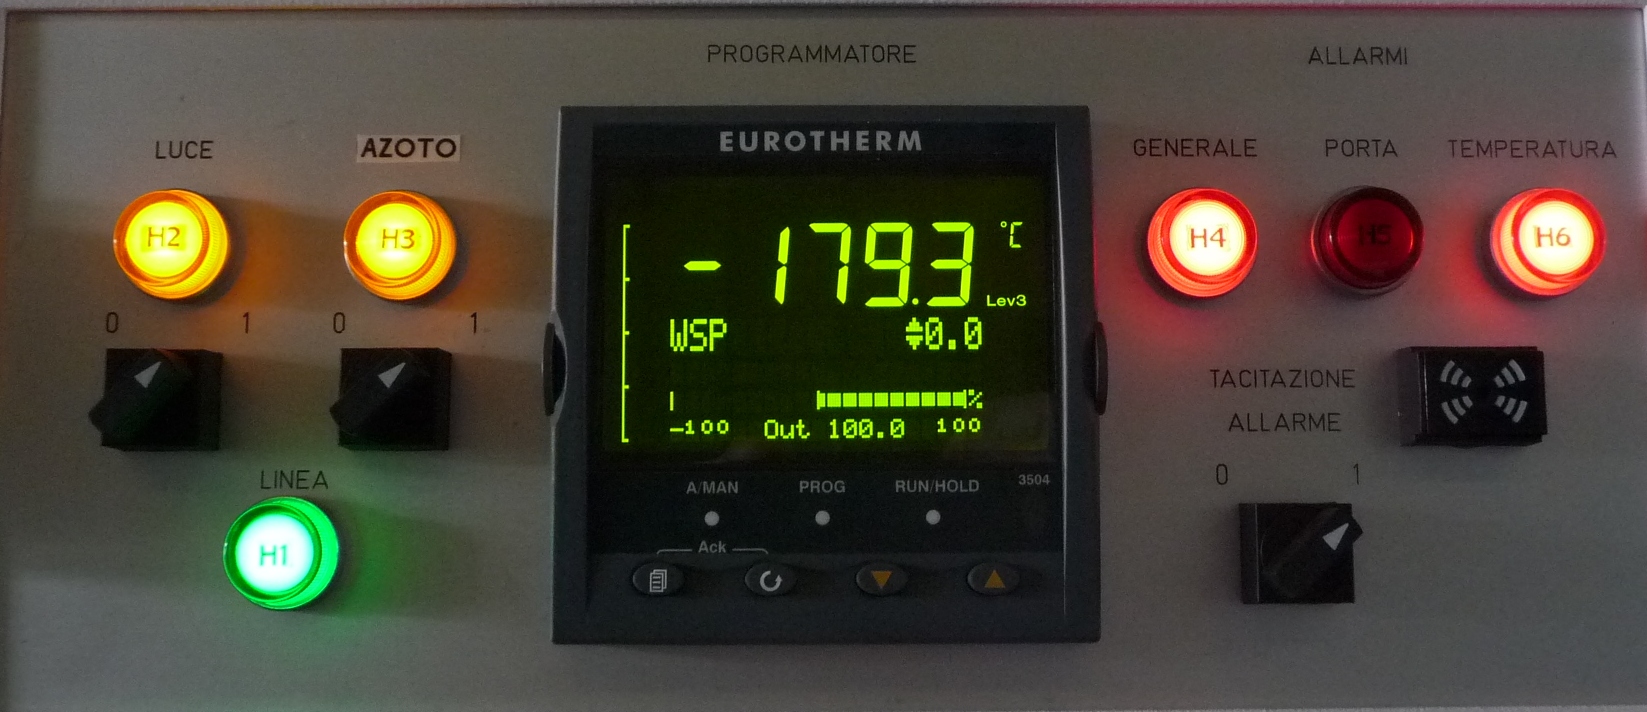 PROGRAMMATORE
ALLARMI
LUCE
AZOTO
H2
H3
0 1
0 1
LINEA
H1
EUROTHERM
-179.3 °C
Lev3
WSP 0.0
%
-100 Out 100.0 100
A/MAN PROG RUN/HOLD 3504
Ack
GENERALE PORTA TEMPERATURA
H4 H5 H6
TACITAZIONE
ALLARME
0 1